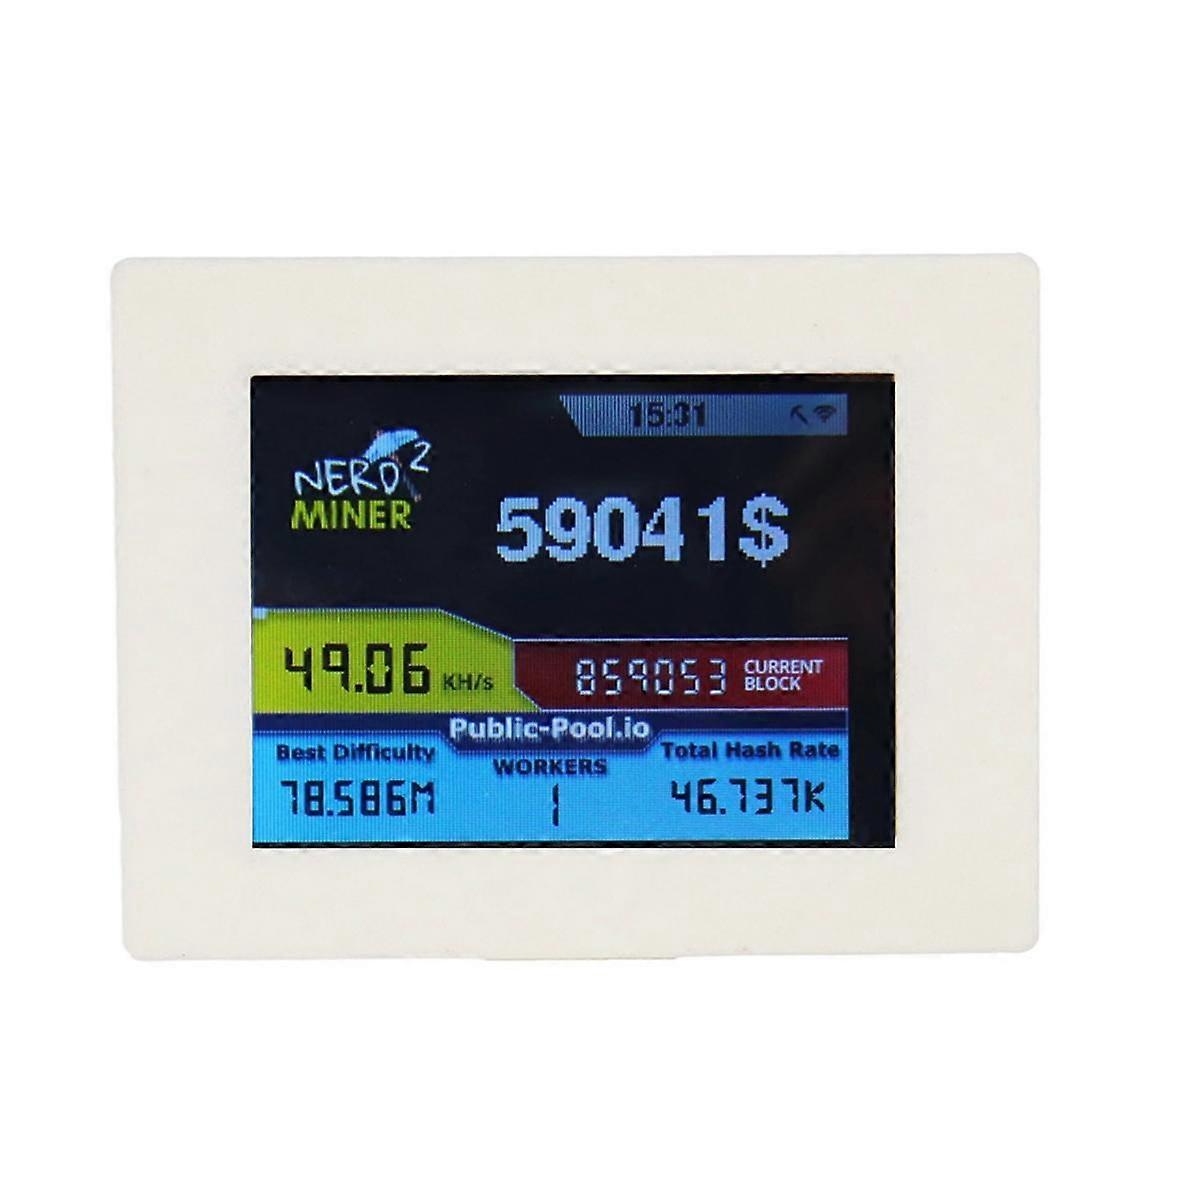 15:31
NERD 2
MINER
59041$
49.06 KH/s
859053 CURRENT BLOCK
Public-Pool.io
Best Difficulty WORKERS Total Hash Rate
78.586M 1 46.737K